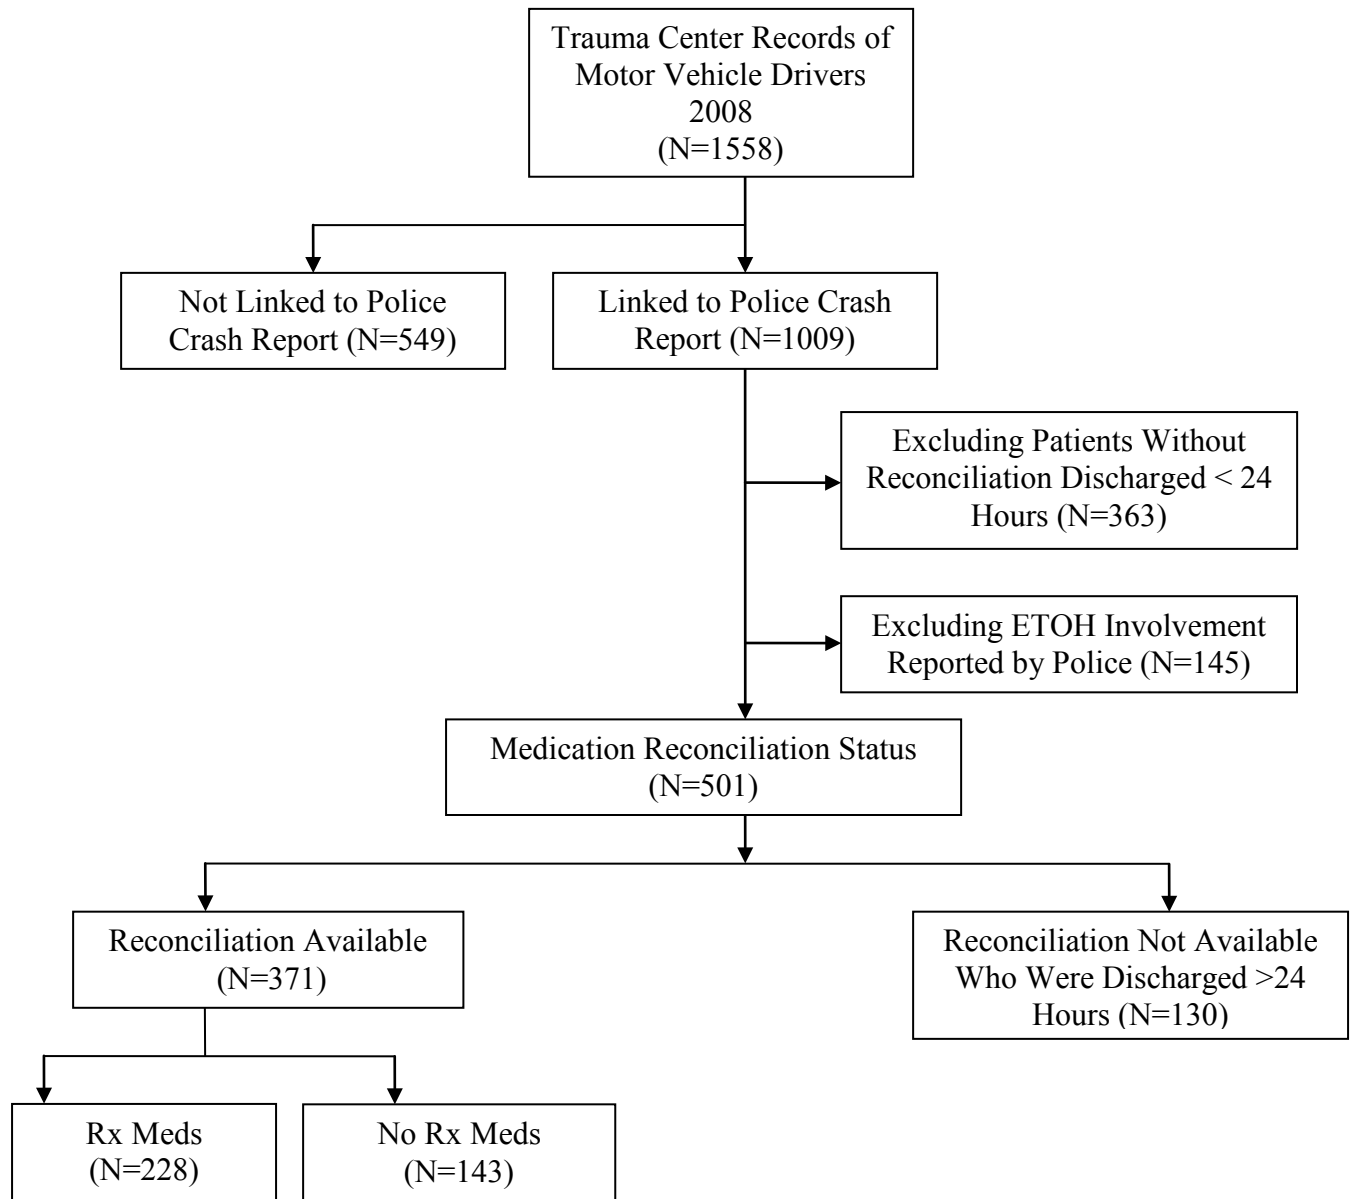 Trauma Center Records of
Motor Vehicle Drivers
2008
(N=1558)
Not Linked to Police
Crash Report (N=549)
Linked to Police Crash
Report (N=1009)
Excluding Patients Without
Reconciliation Discharged < 24
Hours (N=363)
Excluding ETOH Involvement
Reported by Police (N=145)
Medication Reconciliation Status
(N=501)
Reconciliation Available
(N=371)
Reconciliation Not Available
Who Were Discharged >24
Hours (N=130)
Rx Meds
(N=228)
No Rx Meds
(N=143)